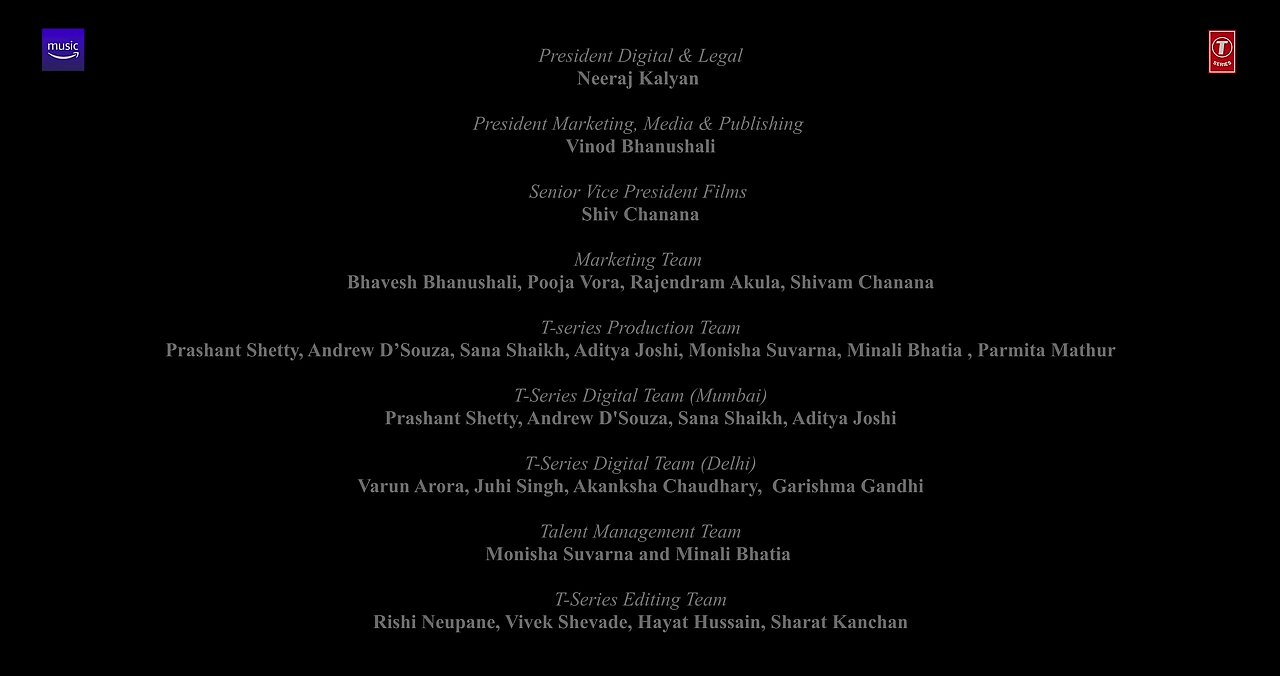 music
T
SERIES
President Digital & Legal
Neeraj Kalyan
President Marketing, Media & Publishing
Vinod Bhanushali
Senior Vice President Films
Shiv Chanana
Marketing Team
Bhavesh Bhanushali, Pooja Vora, Rajendram Akula, Shivam Chanana
T-series Production Team
Prashant Shetty, Andrew D’Souza, Sana Shaikh, Aditya Joshi, Monisha Suvarna, Minali Bhatia , Parmita Mathur
T-Series Digital Team (Mumbai)
Prashant Shetty, Andrew D'Souza, Sana Shaikh, Aditya Joshi
T-Series Digital Team (Delhi)
Varun Arora, Juhi Singh, Akanksha Chaudhary,  Garishma Gandhi
Talent Management Team
Monisha Suvarna and Minali Bhatia
T-Series Editing Team
Rishi Neupane, Vivek Shevade, Hayat Hussain, Sharat Kanchan